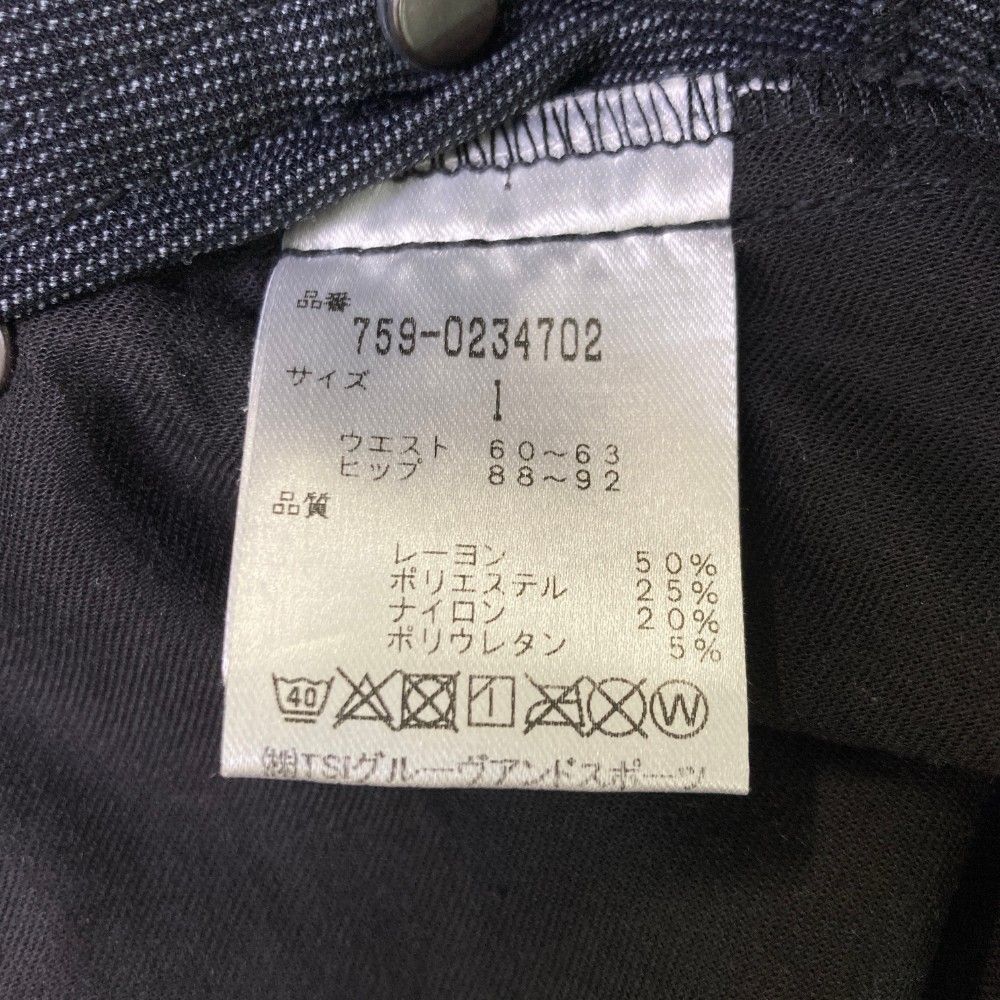 品番
759-0234702
サイズ
1
ウエスト 60～63
ヒップ 88～92
品質
レーヨン 50%
ポリエステル 25%
ナイロン 20%
ポリウレタン 5%
40 W
㈱TSIグルーヴアンドスポーツ